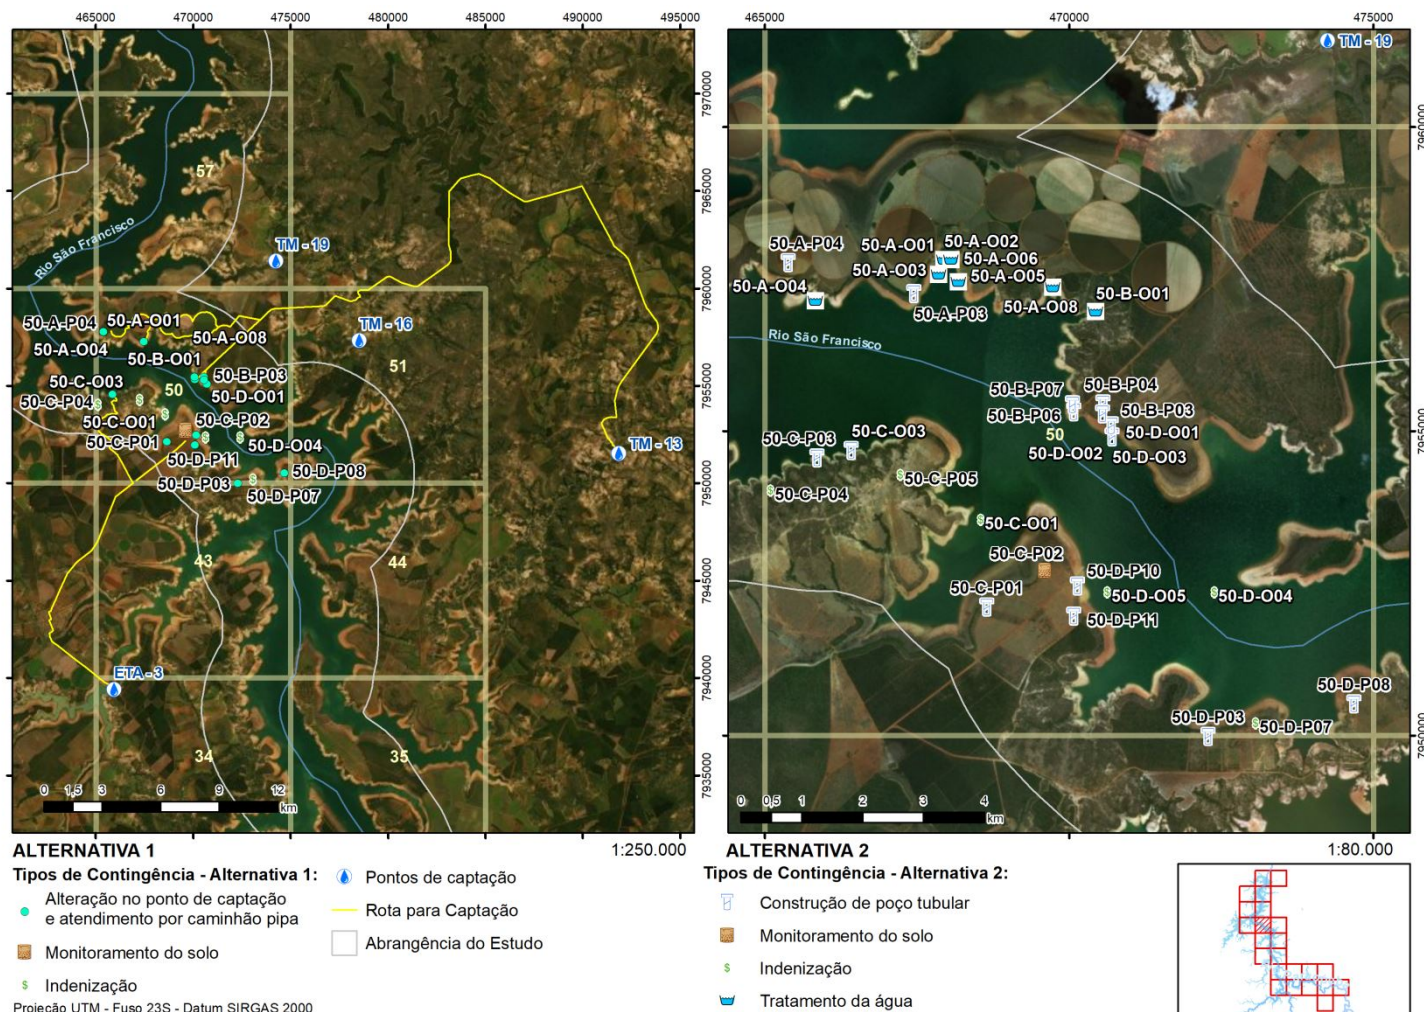 465000 470000 475000 480000 485000 490000 495000
7970000
7965000
7960000
7955000
7950000
7945000
7940000
7935000
57
Rio São Francisco
TM - 19
TM - 16
51
50-A-P04
50-A-O01
50-A-O08
50-A-O04
50-B-O01
50-C-O03
50
50-B-P03
50-D-O01
50-C-P04
50-C-O01
50-C-P02
50-C-P01
50-D-O04
50-D-P11
50-D-P03
50-D-P08
50-D-P07
TM - 13
43
44
ETA - 3
34
35
0 1,5 3 6 9 12
km
ALTERNATIVA 1
1:250.000
Tipos de Contingência - Alternativa 1:
Alteração no ponto de captação
e atendimento por caminhão pipa
Monitoramento do solo
Indenização
Pontos de captação
Rota para Captação
Abrangência do Estudo
Projeção UTM - Fuso 23S - Datum SIRGAS 2000
465000 470000 475000
TM - 19
7960000
7955000
7950000
50-A-P04
50-A-O01
50-A-O02
50-A-O06
50-A-O03
50-A-O05
50-A-O04
50-A-P03
50-A-O08
50-B-O01
Rio São Francisco
50-B-P07
50-B-P04
50-B-P06
50-B-P03
50
50-D-O01
50-D-O02
50-D-O03
50-C-P03
50-C-O03
50-C-P05
50-C-P04
50-C-O01
50-C-P02
50-C-P01
50-D-P10
50-D-O05
50-D-O04
50-D-P11
50-D-P08
50-D-P03
50-D-P07
0 0,5 1 2 3 4
km
ALTERNATIVA 2
1:80.000
Tipos de Contingência - Alternativa 2:
Construção de poço tubular
Monitoramento do solo
Indenização
Tratamento da água